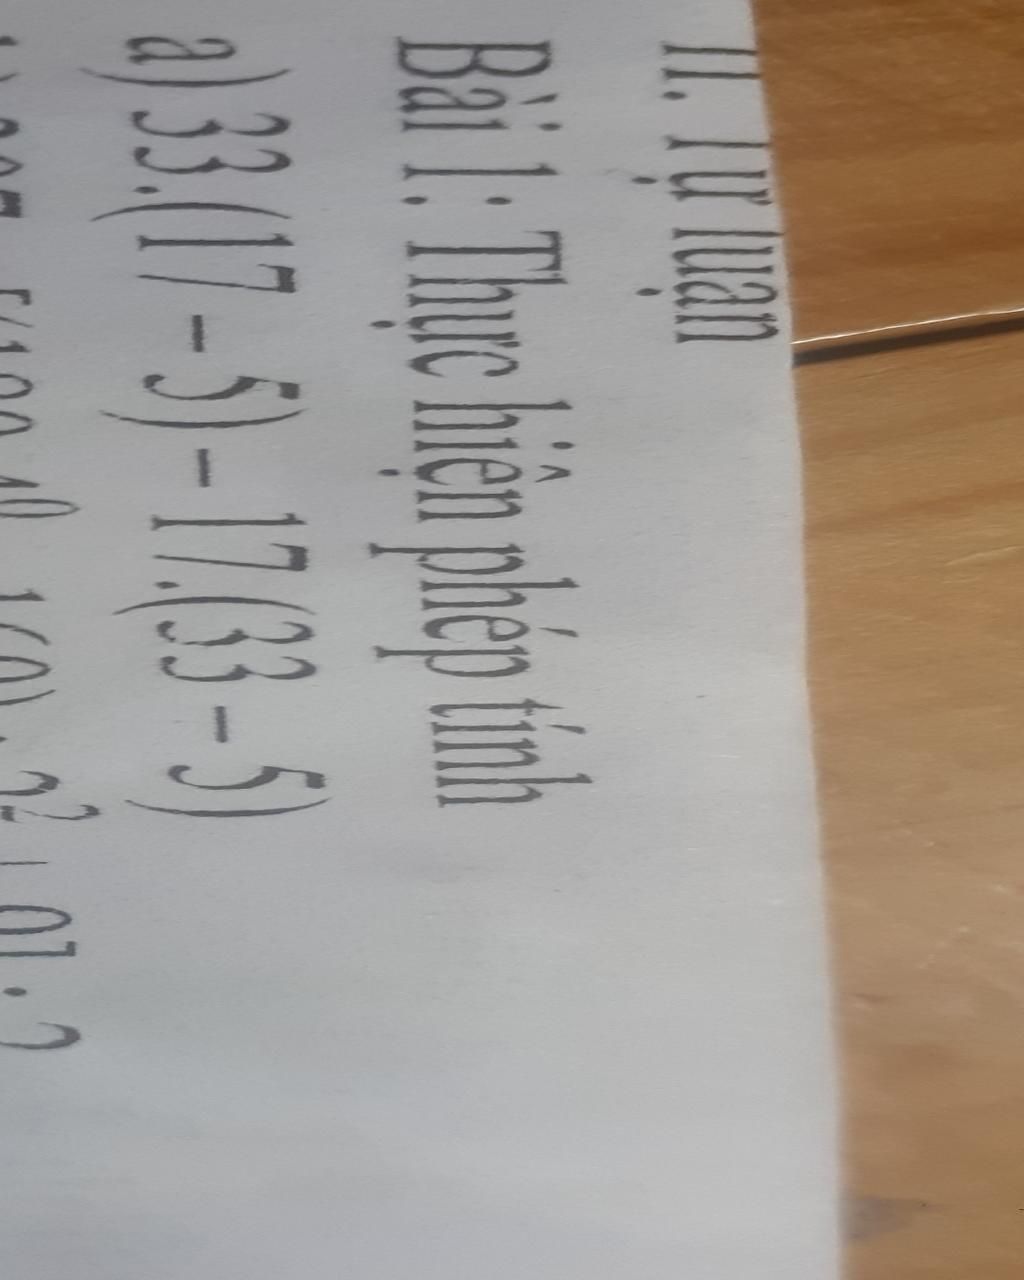 II. Tự luận
Bài 1: Thực hiện phép tính
a) 33.(17 – 5) – 17.(33 – 5)